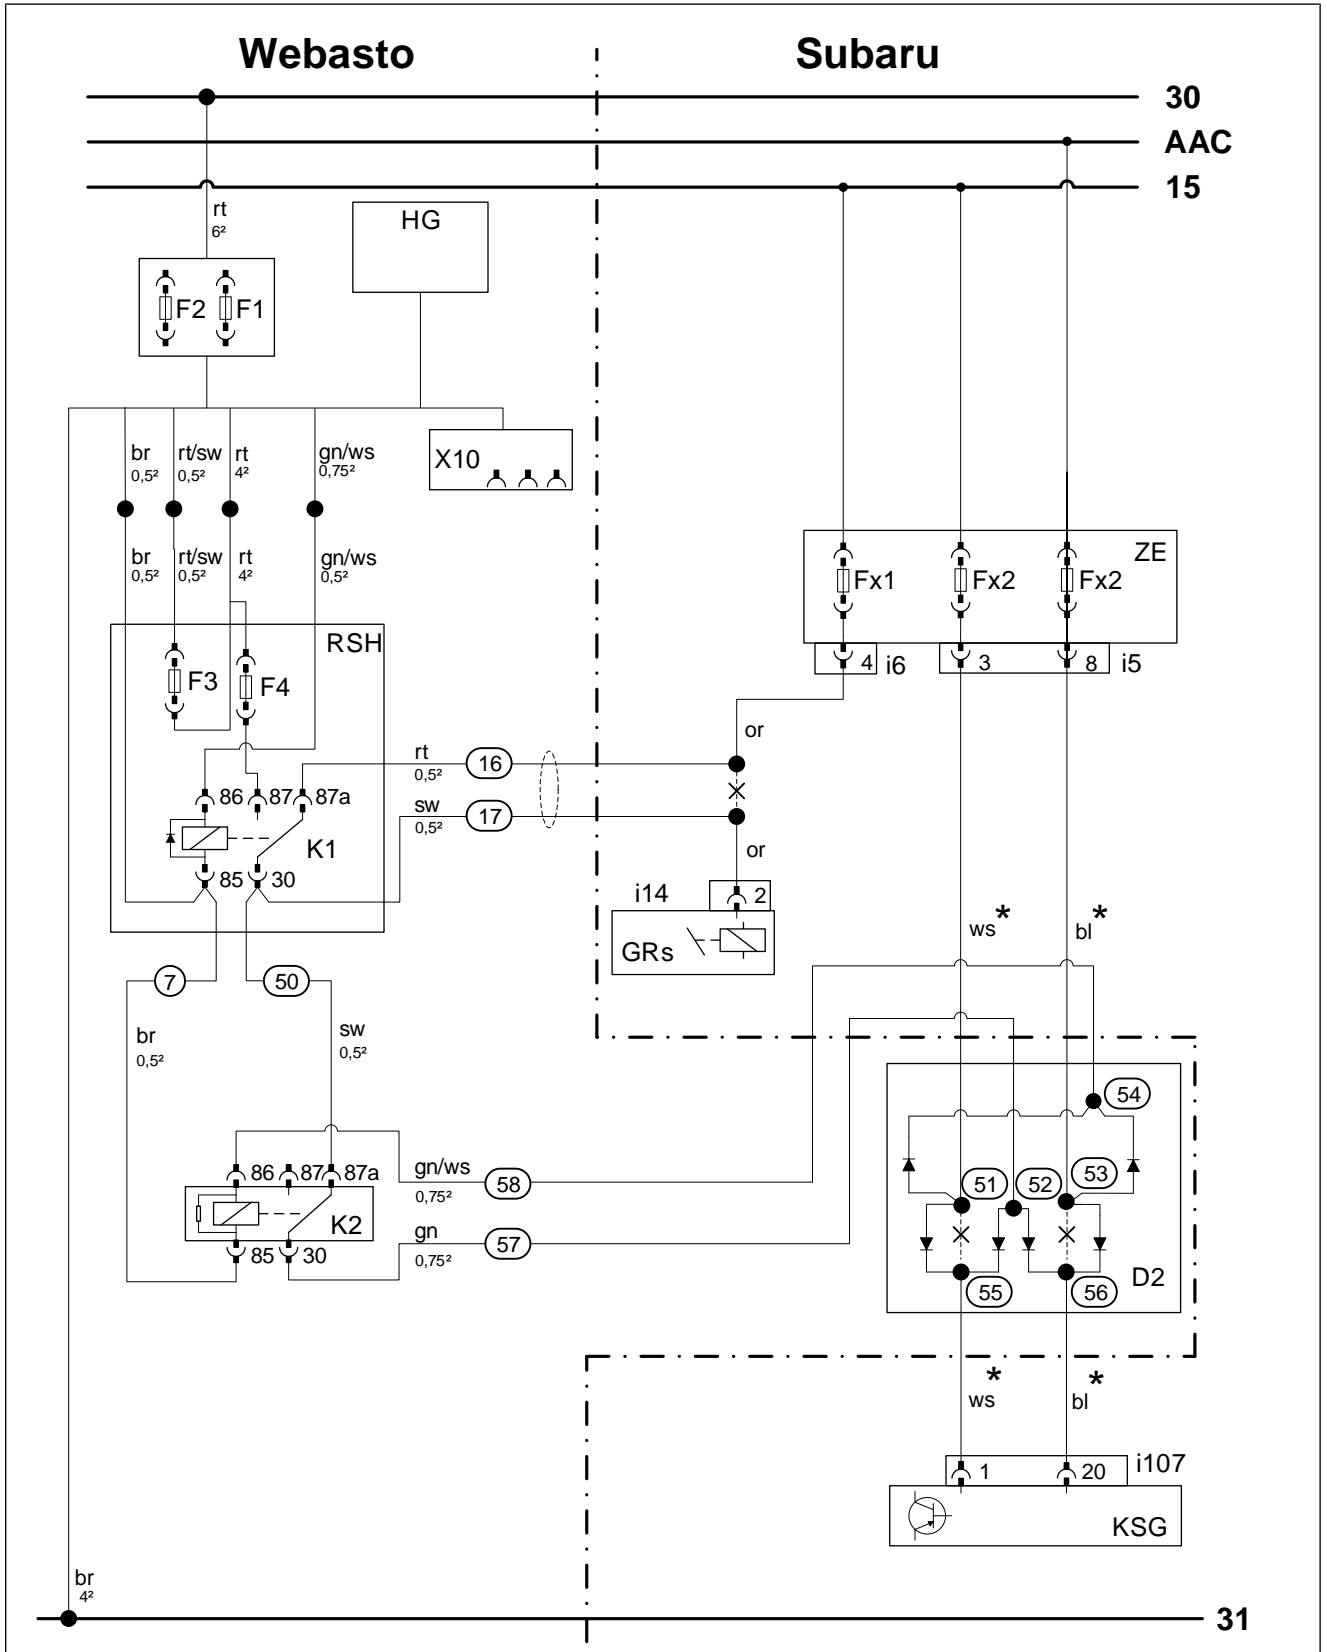 Webasto
Subaru
30
AAC
15
rt
6²
HG
F2
F1
br
0,5²
rt/sw
0,5²
rt
4²
gn/ws
0,75²
X10
br
0,5²
rt/sw
0,5²
rt
4²
gn/ws
0,5²
ZE
Fx1
Fx2
Fx2
RSH
4
i6
3
8
i5
F3
F4
or
rt
0,5²
16
86
87
87a
sw
0,5²
17
K1
or
85
30
i14
2
ws*
bl*
GRs
7
50
br
0,5²
sw
0,5²
54
86
87
87a
gn/ws
0,75²
58
51
52
53
K2
gn
0,75²
57
85
30
55
56
D2
*
ws
*
bl
1
20
i107
KSG
br
4²
31